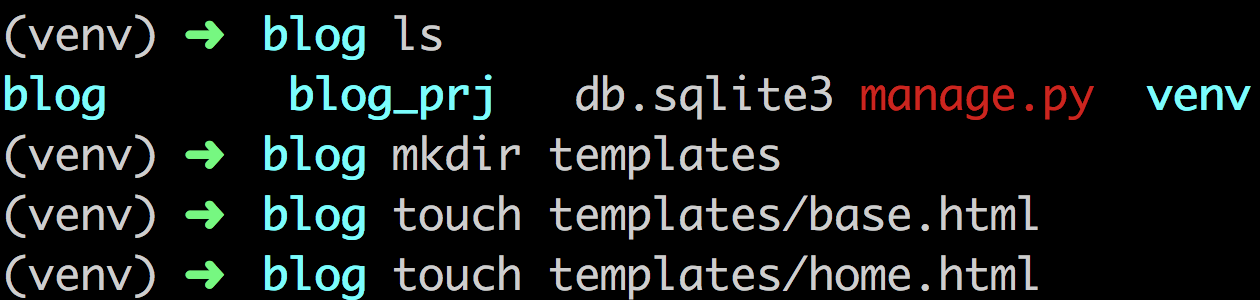 (venv) ➜ blog ls
blog blog_prj db.sqlite3 manage.py venv
(venv) ➜ blog mkdir templates
(venv) ➜ blog touch templates/base.html
(venv) ➜ blog touch templates/home.html